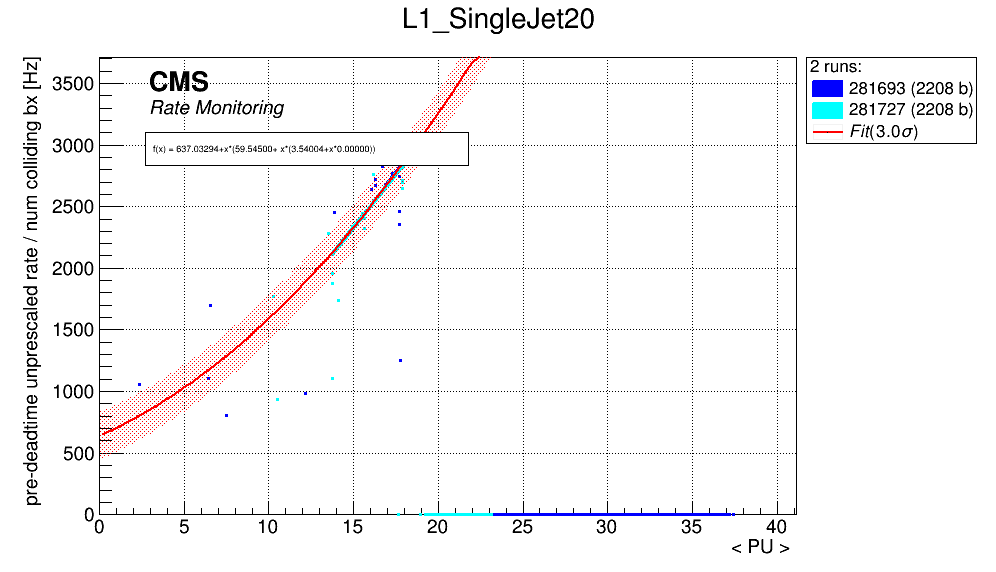 L1_SingleJet20
pre-deadtime unprescaled rate / num colliding bx [Hz]
3500
3000
2500
2000
1500
1000
500
0
CMS
Rate Monitoring
f(x) = 637.03294+x*(59.54500+ x*(3.54004+x*0.00000))
0 5 10 15 20 25 30 35 40
< PU >
2 runs:
281693 (2208 b)
281727 (2208 b)
Fit(3.0σ)